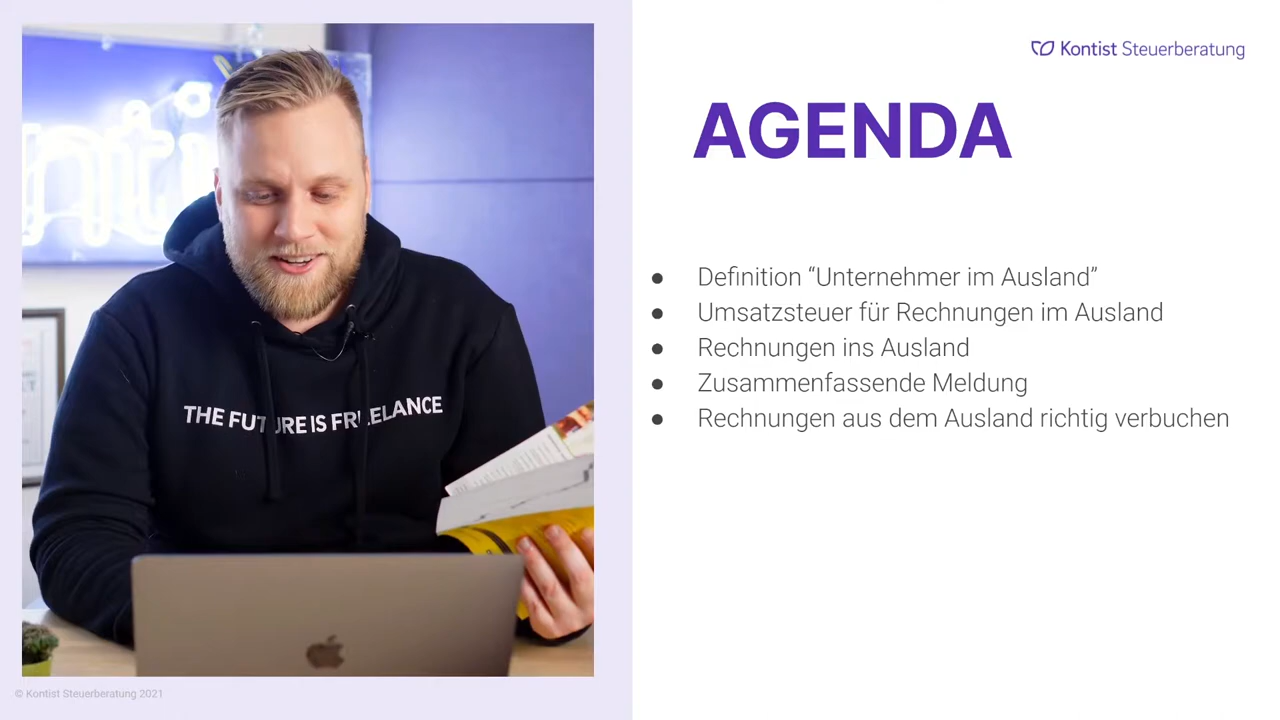 Kontist Steuerberatung
AGENDA
● Definition “Unternehmer im Ausland”
● Umsatzsteuer für Rechnungen im Ausland
● Rechnungen ins Ausland
● Zusammenfassende Meldung
● Rechnungen aus dem Ausland richtig verbuchen
THE FUTURE IS FREELANCE
© Kontist Steuerberatung 2021